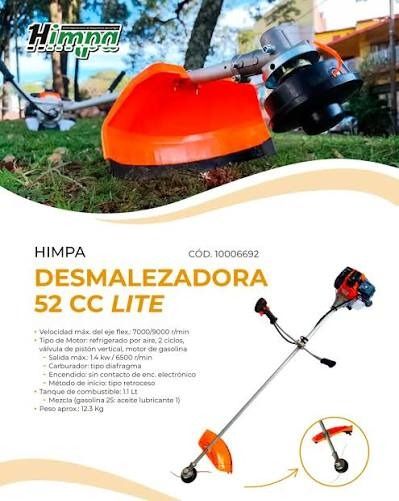 Himpa
HIMPA
CÓD. 10006692
DESMALEZADORA
52 CC LITE
• Velocidad máx. del eje flex.: 7000/9000 r/min
• Tipo de Motor: refrigerado por aire, 2 ciclos,
válvula de pistón vertical, motor de gasolina
- Salida máx.: 1.4 kw / 6500 r/min
- Carburador: tipo diafragma
- Encendido: sin contacto de enc. electrónico
- Método de inicio: tipo retroceso
• Tanque de combustible: 1.1 Lt
- Mezcla (gasolina 25: aceite lubricante 1)
• Peso aprox.: 12.3 Kg